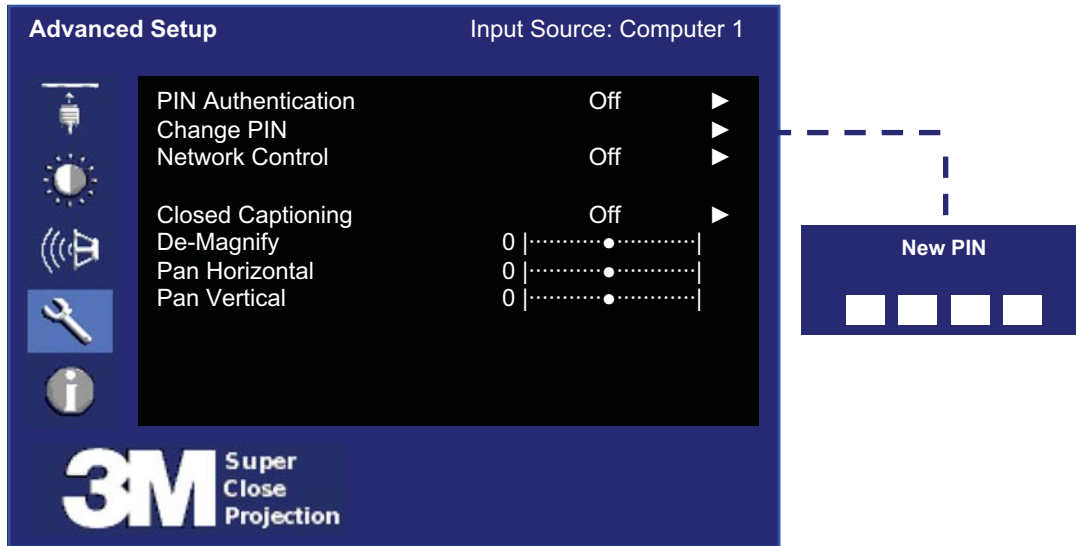 Advanced Setup Input Source: Computer 1
PIN Authentication Off ►
Change PIN ►
Network Control Off ►
Closed Captioning Off ►
De-Magnify 0 |···········●············|
Pan Horizontal 0 |···········●············|
Pan Vertical 0 |···········●············|
New PIN
3M Super
Close
Projection